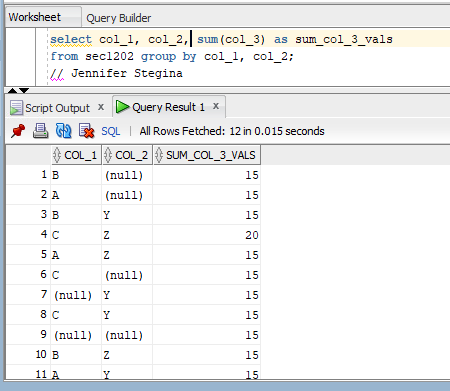 Worksheet Query Builder
select col_1, col_2, sum(col_3) as sum_col_3_vals
from sec1202 group by col_1, col_2;
// Jennifer Stegina
Script Output x Query Result 1 x
SQL | All Rows Fetched: 12 in 0.015 seconds
COL_1 COL_2 SUM_COL_3_VALS
1 B (null) 15
2 A (null) 15
3 B Y 15
4 C Z 20
5 A Z 15
6 C (null) 15
7 (null) Y 15
8 C Y 15
9 (null) (null) 15
10 B Z 15
11 A Y 15